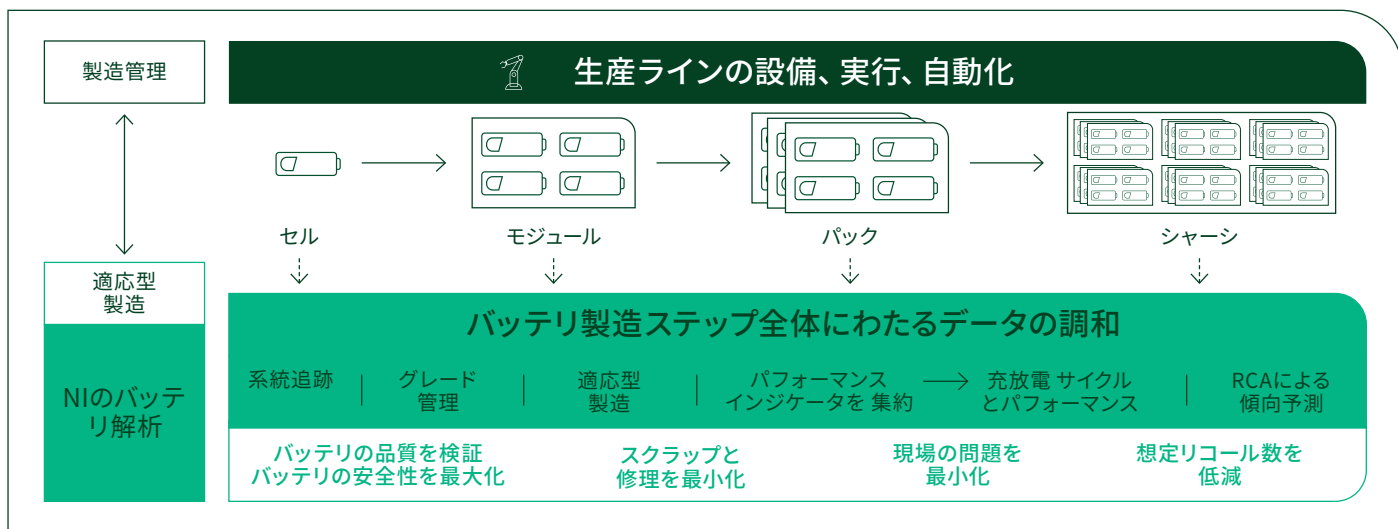 製造管理
生産ラインの設備、実行、自動化
セル
モジュール
パック
シャーシ
適応型
製造
NIのバッテ
リ解析
バッテリ製造ステップ全体にわたるデータの調和
系統追跡
グレード
管理
適応型
製造
パフォーマンス
インジケータを 集約
充放電 サイクル
とパフォーマンス
RCAによる
傾向予測
バッテリの品質を検証
バッテリの安全性を最大化
スクラップと
修理を最小化
現場の問題を
最小化
想定リコール数を
低減